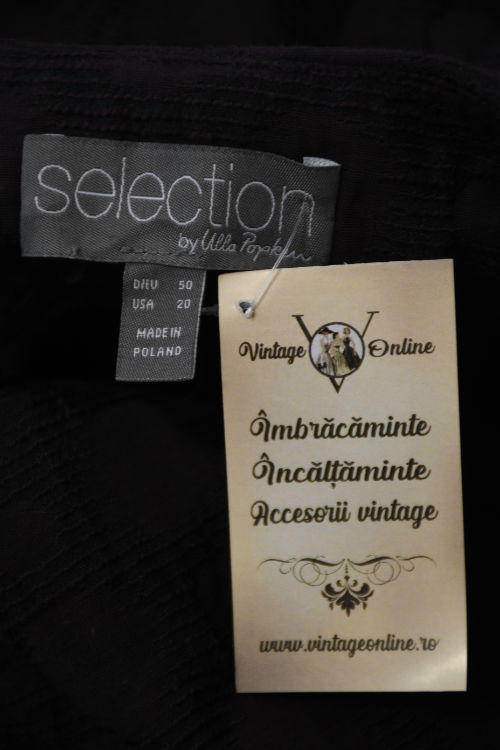 selection
by Ulla Popken
D/EU 50
USA 20
MADE IN
POLAND
Vintage Online
Îmbrăcăminte
Încălțăminte
Accesorii vintage
www.vintageonline.ro